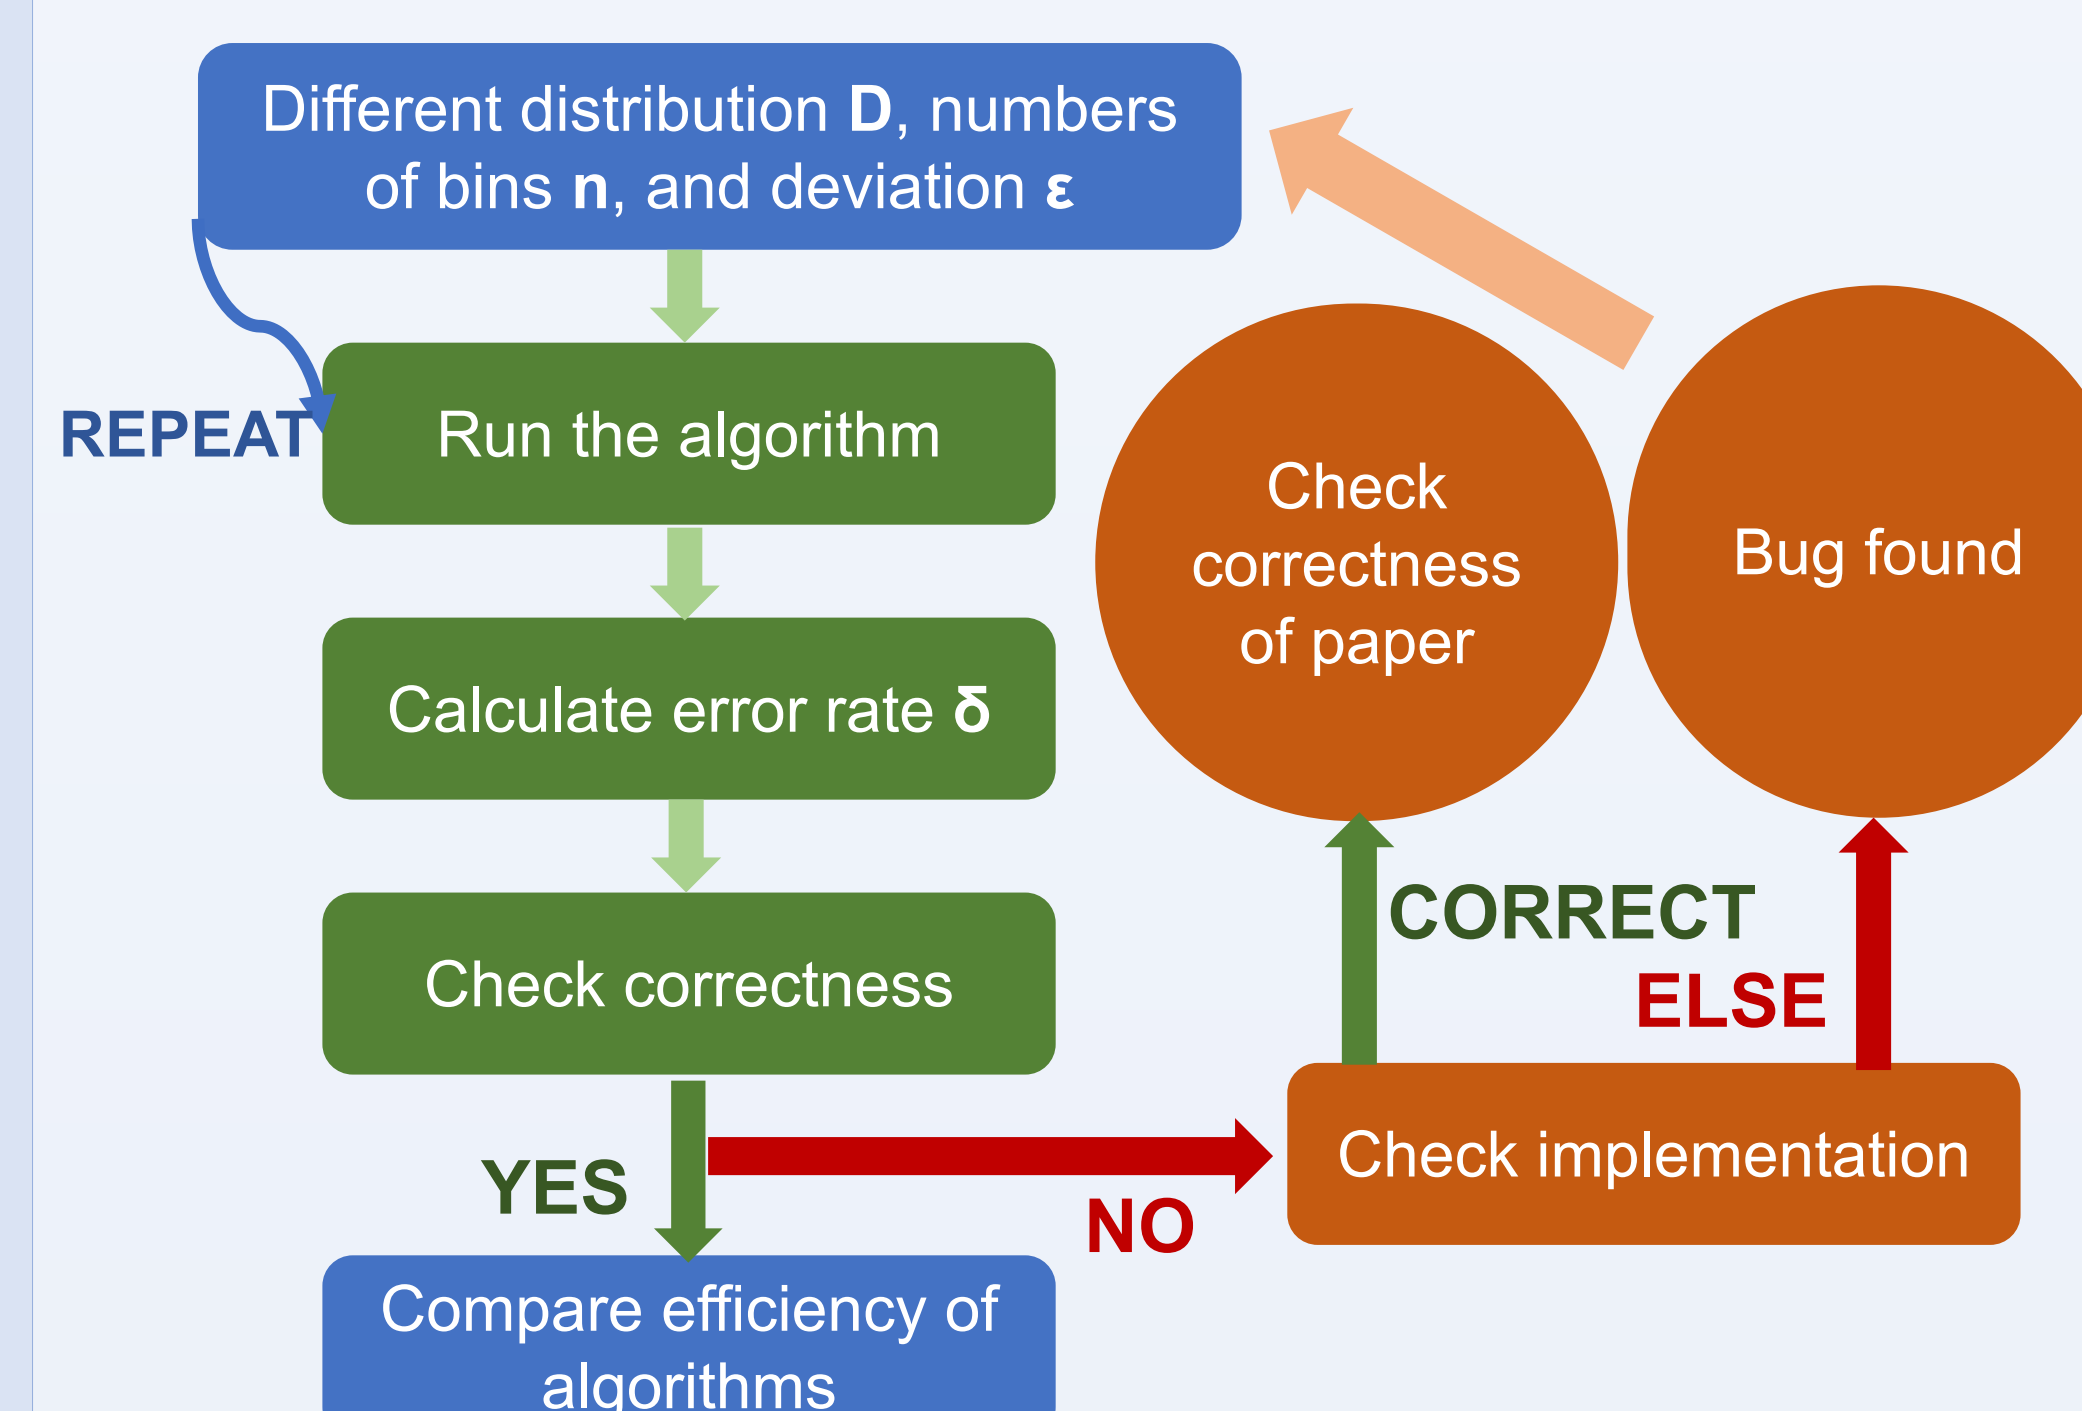 Different distribution D, numbers
of bins n, and deviation ε
REPEAT
Run the algorithm
Calculate error rate δ
Check correctness
YES
NO
Compare efficiency of
algorithms
Check
correctness
of paper
Bug found
CORRECT
ELSE
Check implementation